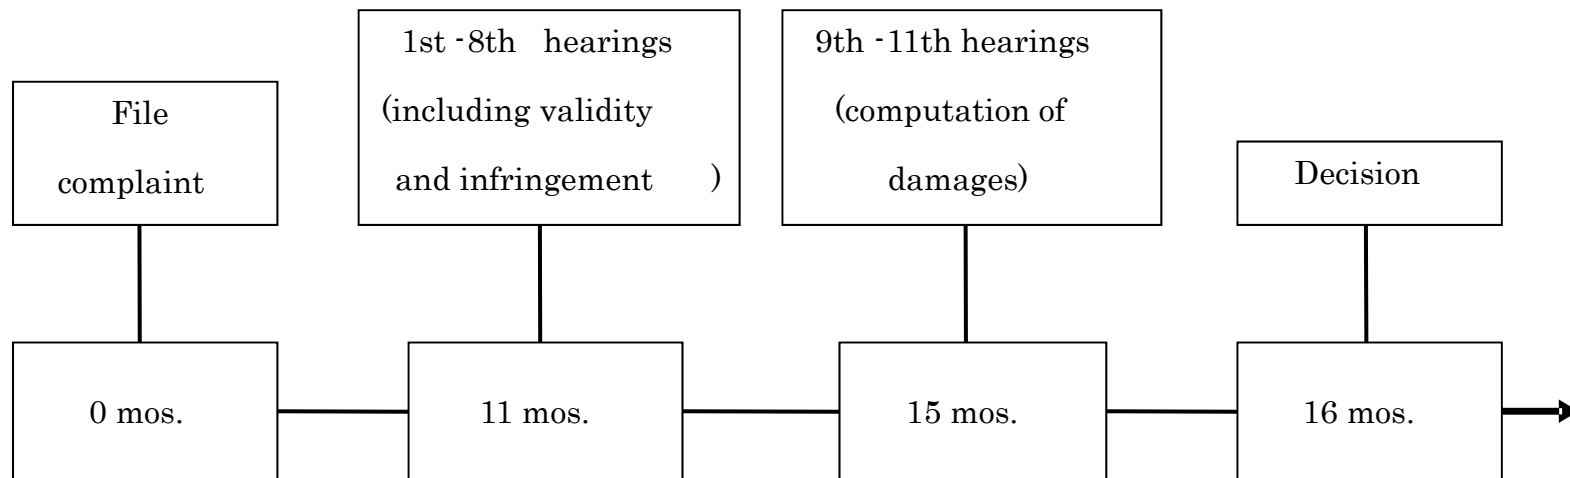 File
complaint
1st -8th hearings
(including validity
and infringement )
9th -11th hearings
(computation of
damages)
Decision
0 mos.
11 mos.
15 mos.
16 mos.